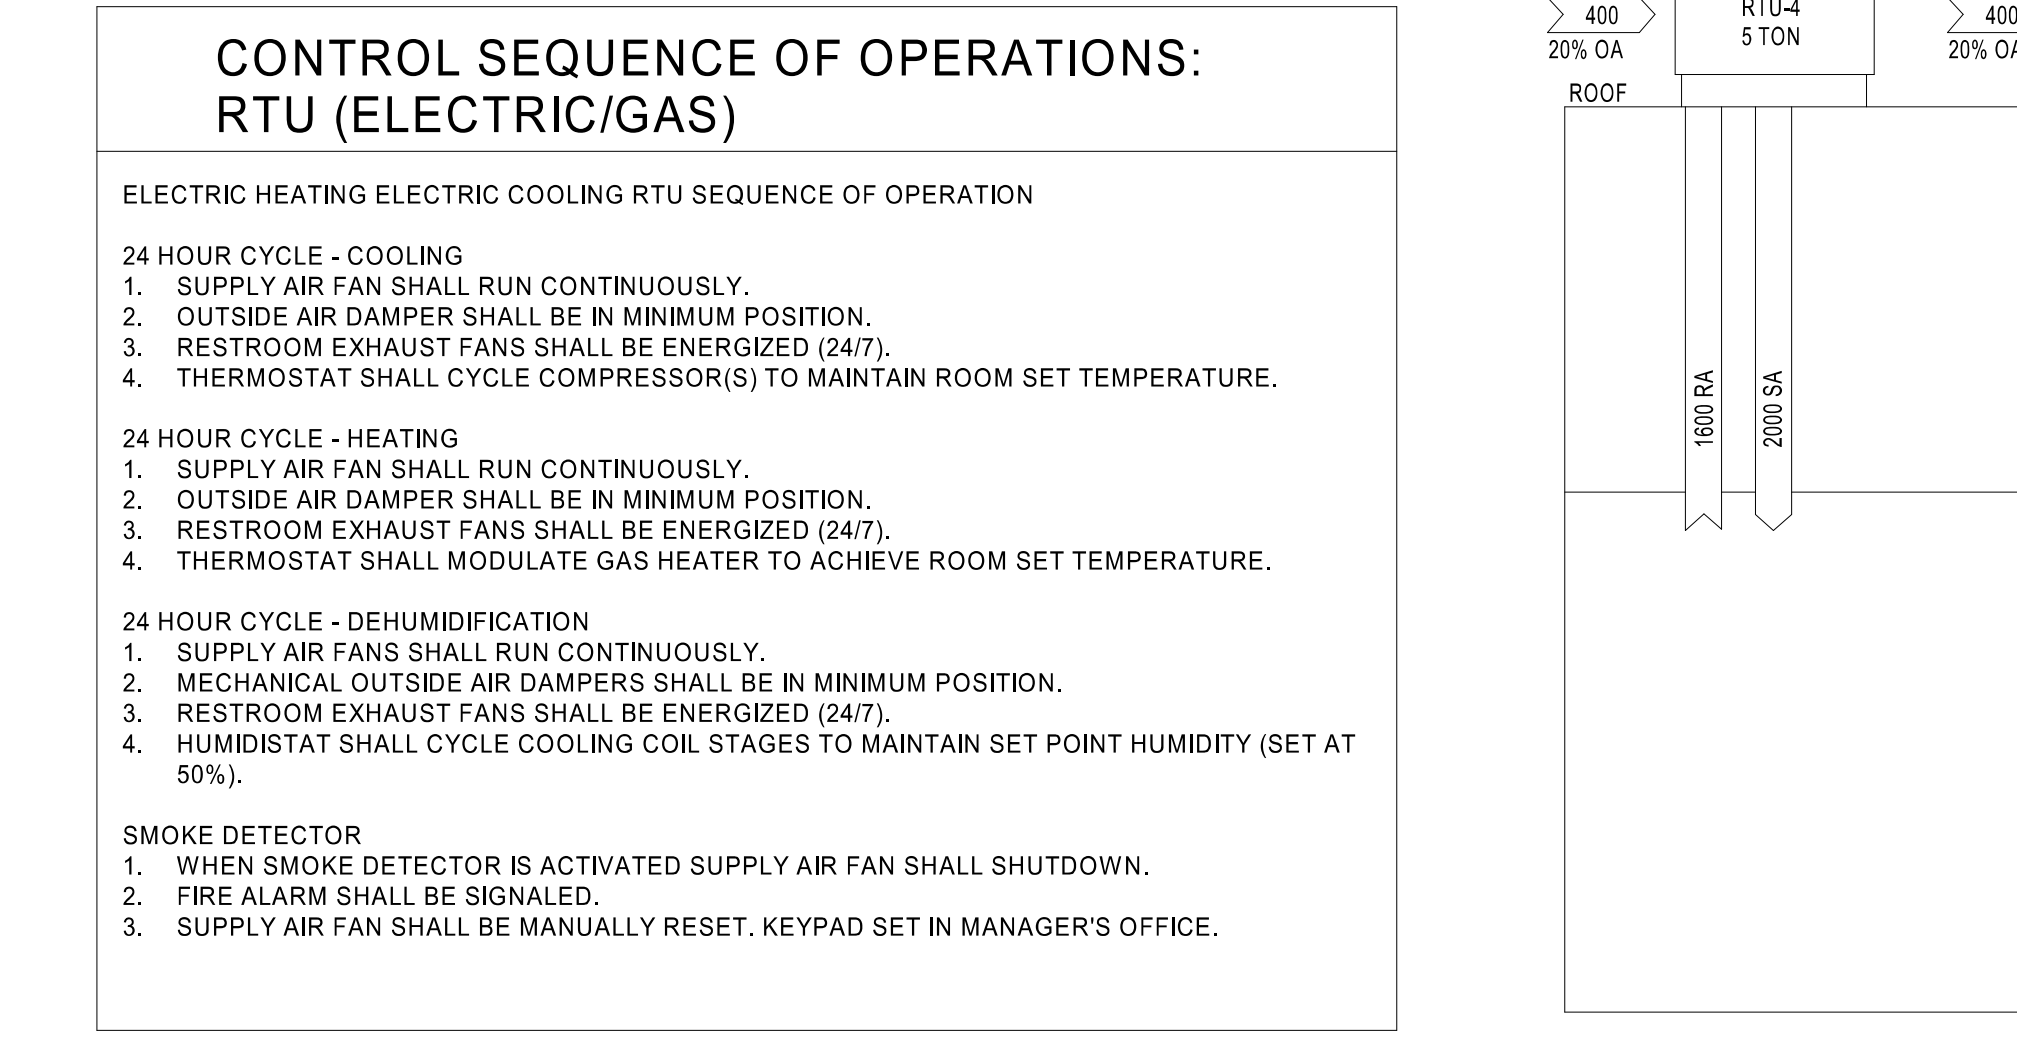 CONTROL SEQUENCE OF OPERATIONS:
RTU (ELECTRIC/GAS)
ELECTRIC HEATING ELECTRIC COOLING RTU SEQUENCE OF OPERATION
24 HOUR CYCLE - COOLING
1. SUPPLY AIR FAN SHALL RUN CONTINUOUSLY.
2. OUTSIDE AIR DAMPER SHALL BE IN MINIMUM POSITION.
3. RESTROOM EXHAUST FANS SHALL BE ENERGIZED (24/7).
4. THERMOSTAT SHALL CYCLE COMPRESSOR(S) TO MAINTAIN ROOM SET TEMPERATURE.
24 HOUR CYCLE - HEATING
1. SUPPLY AIR FAN SHALL RUN CONTINUOUSLY.
2. OUTSIDE AIR DAMPER SHALL BE IN MINIMUM POSITION.
3. RESTROOM EXHAUST FANS SHALL BE ENERGIZED (24/7).
4. THERMOSTAT SHALL MODULATE GAS HEATER TO ACHIEVE ROOM SET TEMPERATURE.
24 HOUR CYCLE - DEHUMIDIFICATION
1. SUPPLY AIR FANS SHALL RUN CONTINUOUSLY.
2. MECHANICAL OUTSIDE AIR DAMPERS SHALL BE IN MINIMUM POSITION.
3. RESTROOM EXHAUST FANS SHALL BE ENERGIZED (24/7).
4. HUMIDISTAT SHALL CYCLE COOLING COIL STAGES TO MAINTAIN SET POINT HUMIDITY (SET AT
50%).
SMOKE DETECTOR
1. WHEN SMOKE DETECTOR IS ACTIVATED SUPPLY AIR FAN SHALL SHUTDOWN.
2. FIRE ALARM SHALL BE SIGNALED.
3. SUPPLY AIR FAN SHALL BE MANUALLY RESET. KEYPAD SET IN MANAGER'S OFFICE.
400
20% OA
RTU-4
5 TON
400
20% OA
ROOF
1600 RA
2000 SA